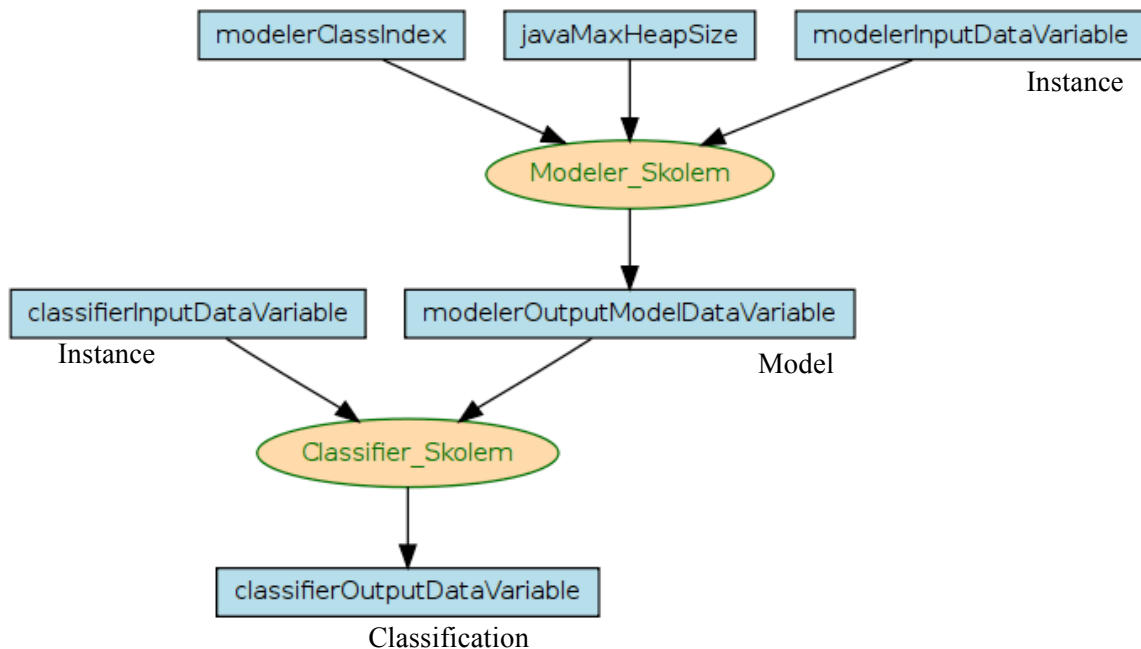 modelerClassIndex
javaMaxHeapSize
modelerInputDataVariable
Instance
Modeler_Skolem
classifierInputDataVariable
modelerOutputModelDataVariable
Instance
Model
Classifier_Skolem
classifierOutputDataVariable
Classification